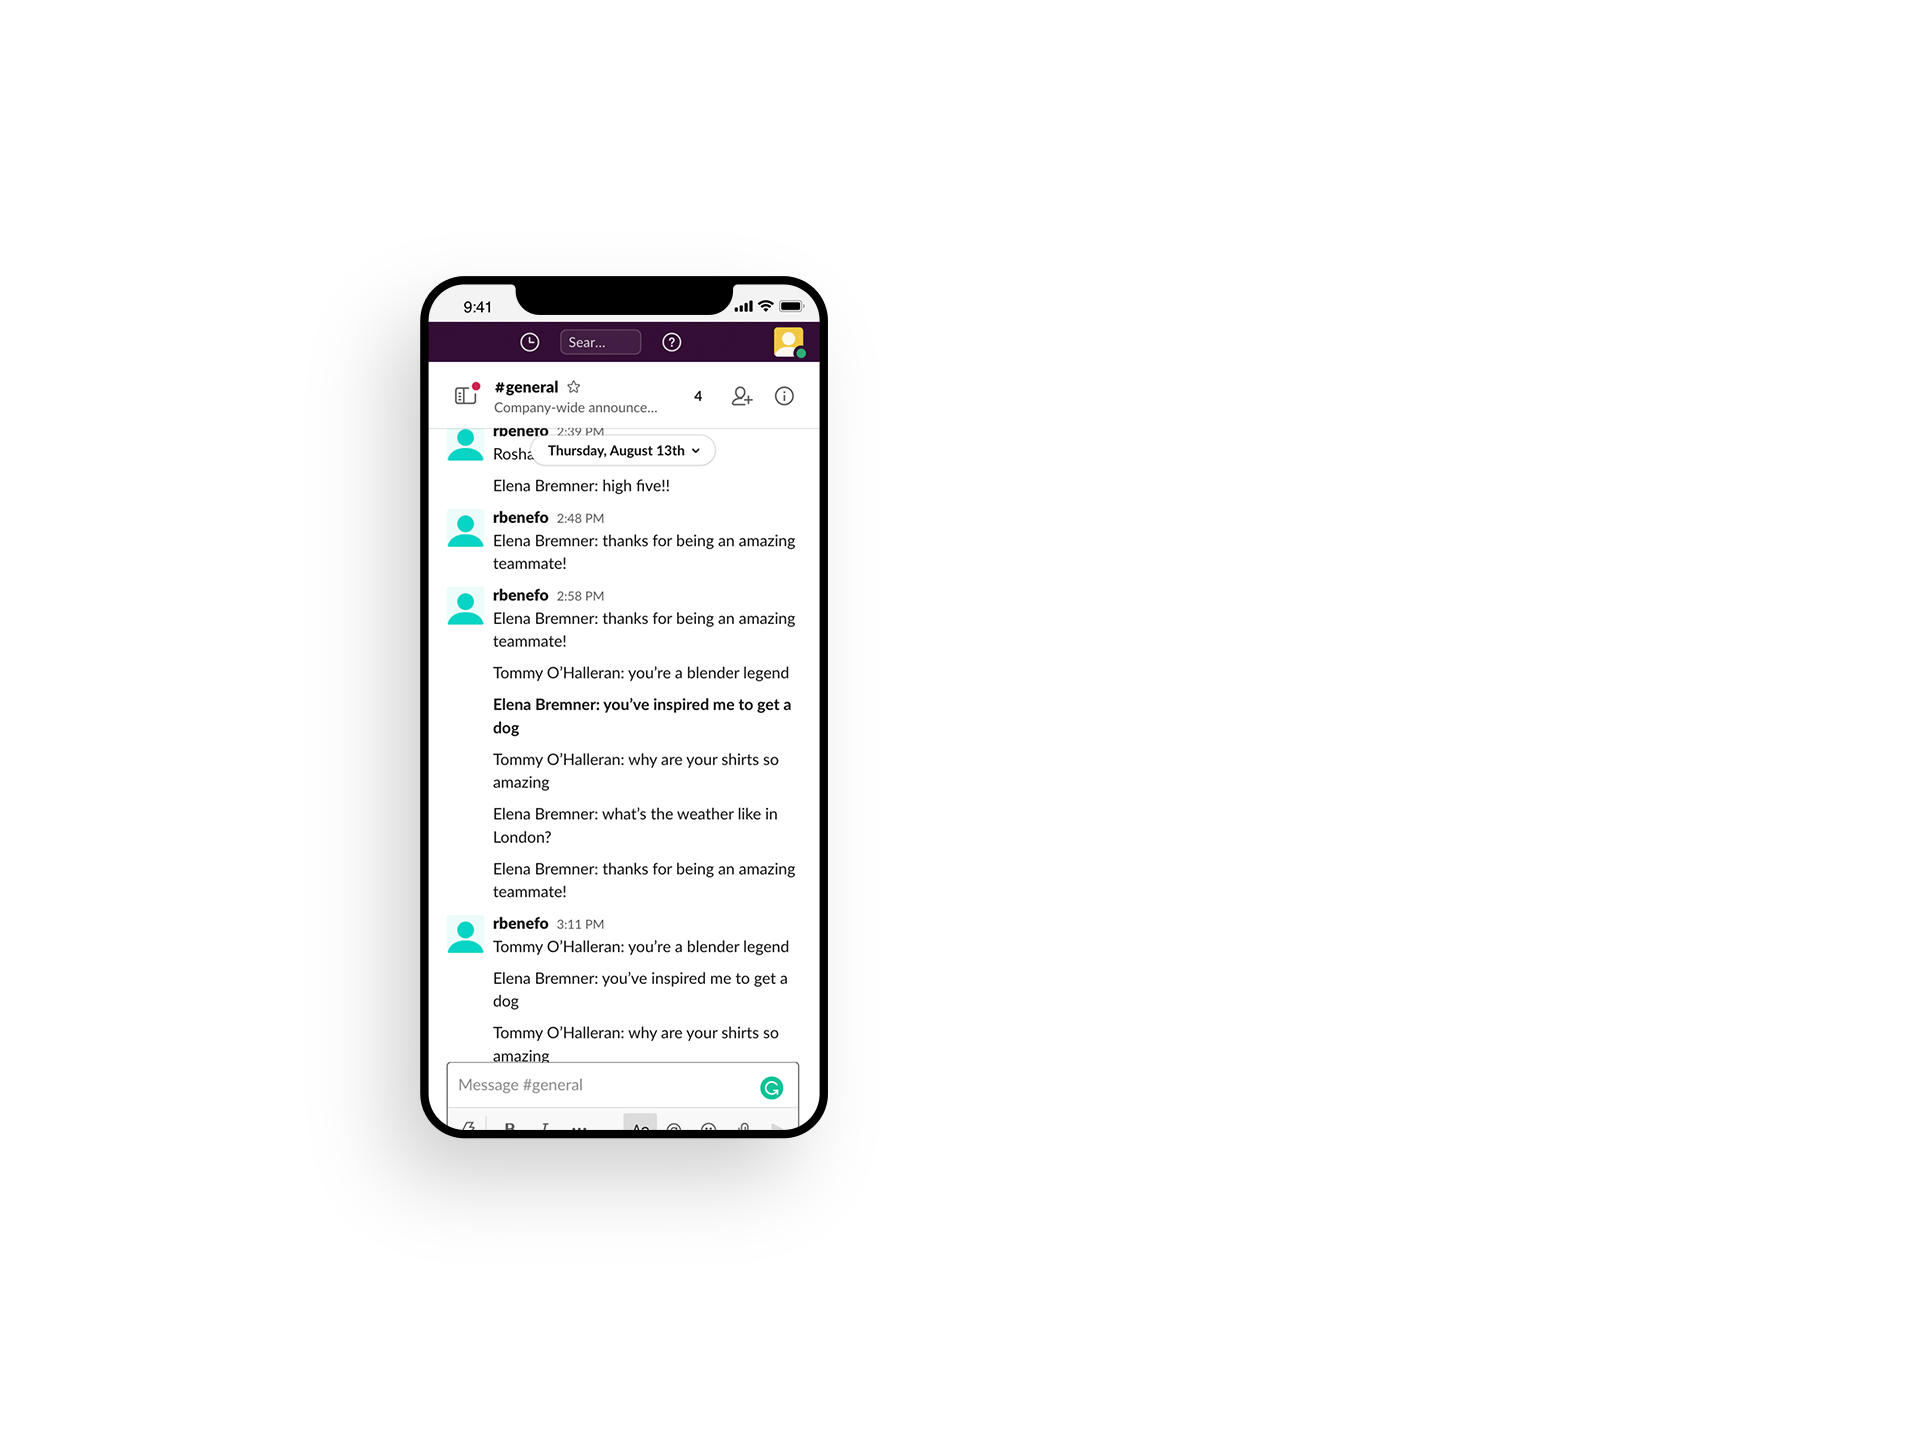 9:41
Sear...
?
#general
Company-wide announce...
4
rbenefo 2:39 PM
Thursday, August 13th
Elena Bremner: high five!!
rbenefo 2:48 PM
Elena Bremner: thanks for being an amazing
teammate!
rbenefo 2:58 PM
Elena Bremner: thanks for being an amazing
teammate!
Tommy O’Halleran: you’re a blender legend
Elena Bremner: you’ve inspired me to get a
dog
Tommy O’Halleran: why are your shirts so
amazing
Elena Bremner: what’s the weather like in
London?
Elena Bremner: thanks for being an amazing
teammate!
rbenefo 3:11 PM
Tommy O’Halleran: you’re a blender legend
Elena Bremner: you’ve inspired me to get a
dog
Tommy O’Halleran: why are your shirts so
amazing
Message #general
B I ... Aa @